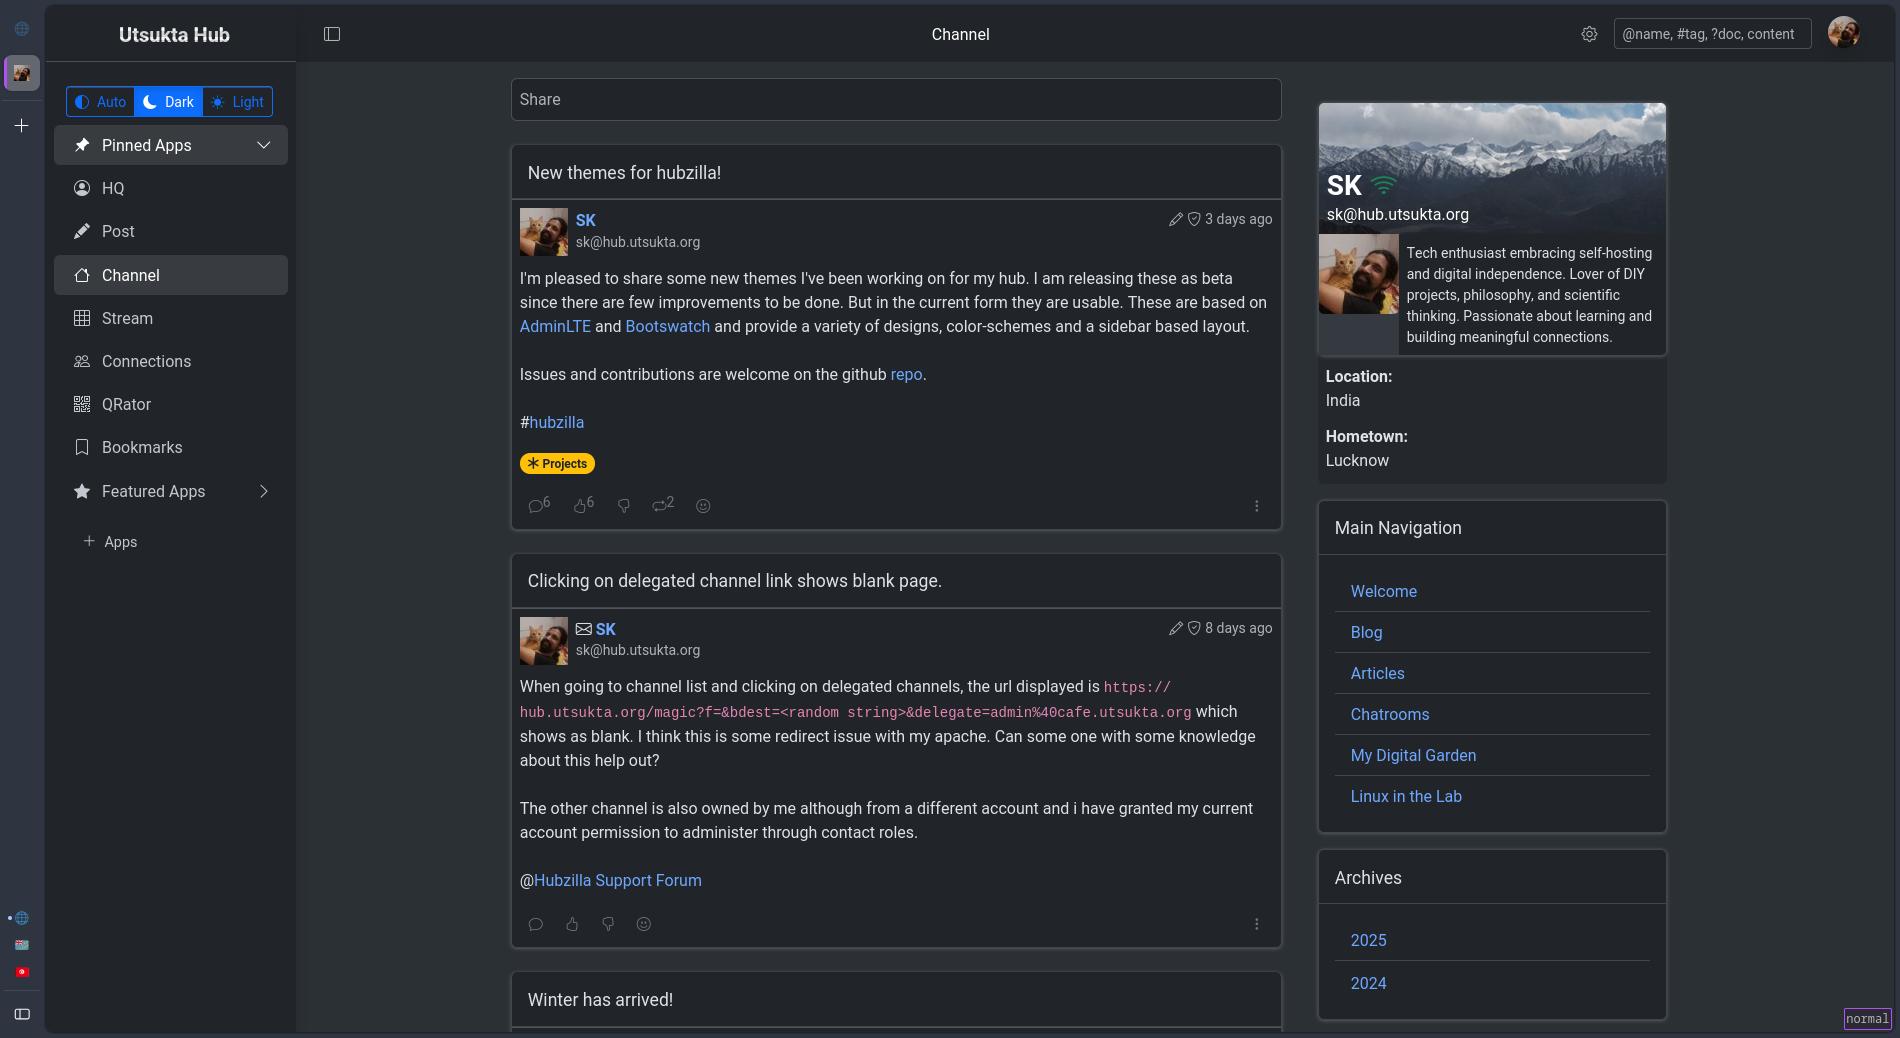 Utsukta Hub
Channel
@name, #tag, ?doc, content
Auto
Dark
Light
Pinned Apps
HQ
Post
Channel
Stream
Connections
QRator
Bookmarks
Featured Apps
+ Apps
Share
New themes for hubzilla!
SK
3 days ago
sk@hub.utsukta.org
I'm pleased to share some new themes I've been working on for my hub. I am releasing these as beta
since there are few improvements to be done. But in the current form they are usable. These are based on
AdminLTE and Bootswatch and provide a variety of designs, color-schemes and a sidebar based layout.
Issues and contributions are welcome on the github repo.
#hubzilla
Projects
6
6
2
Clicking on delegated channel link shows blank page.
SK
8 days ago
sk@hub.utsukta.org
When going to channel list and clicking on delegated channels, the url displayed is https://
hub.utsukta.org/magic?f=&bdest=<random string>&delegate=admin%40cafe.utsukta.org which
shows as blank. I think this is some redirect issue with my apache. Can some one with some knowledge
about this help out?
The other channel is also owned by me although from a different account and i have granted my current
account permission to administer through contact roles.
@Hubzilla Support Forum
Winter has arrived!
SK
sk@hub.utsukta.org
Tech enthusiast embracing self-hosting
and digital independence. Lover of DIY
projects, philosophy, and scientific
thinking. Passionate about learning and
building meaningful connections.
Location:
India
Hometown:
Lucknow
Main Navigation
Welcome
Blog
Articles
Chatrooms
My Digital Garden
Linux in the Lab
Archives
2025
2024
normal